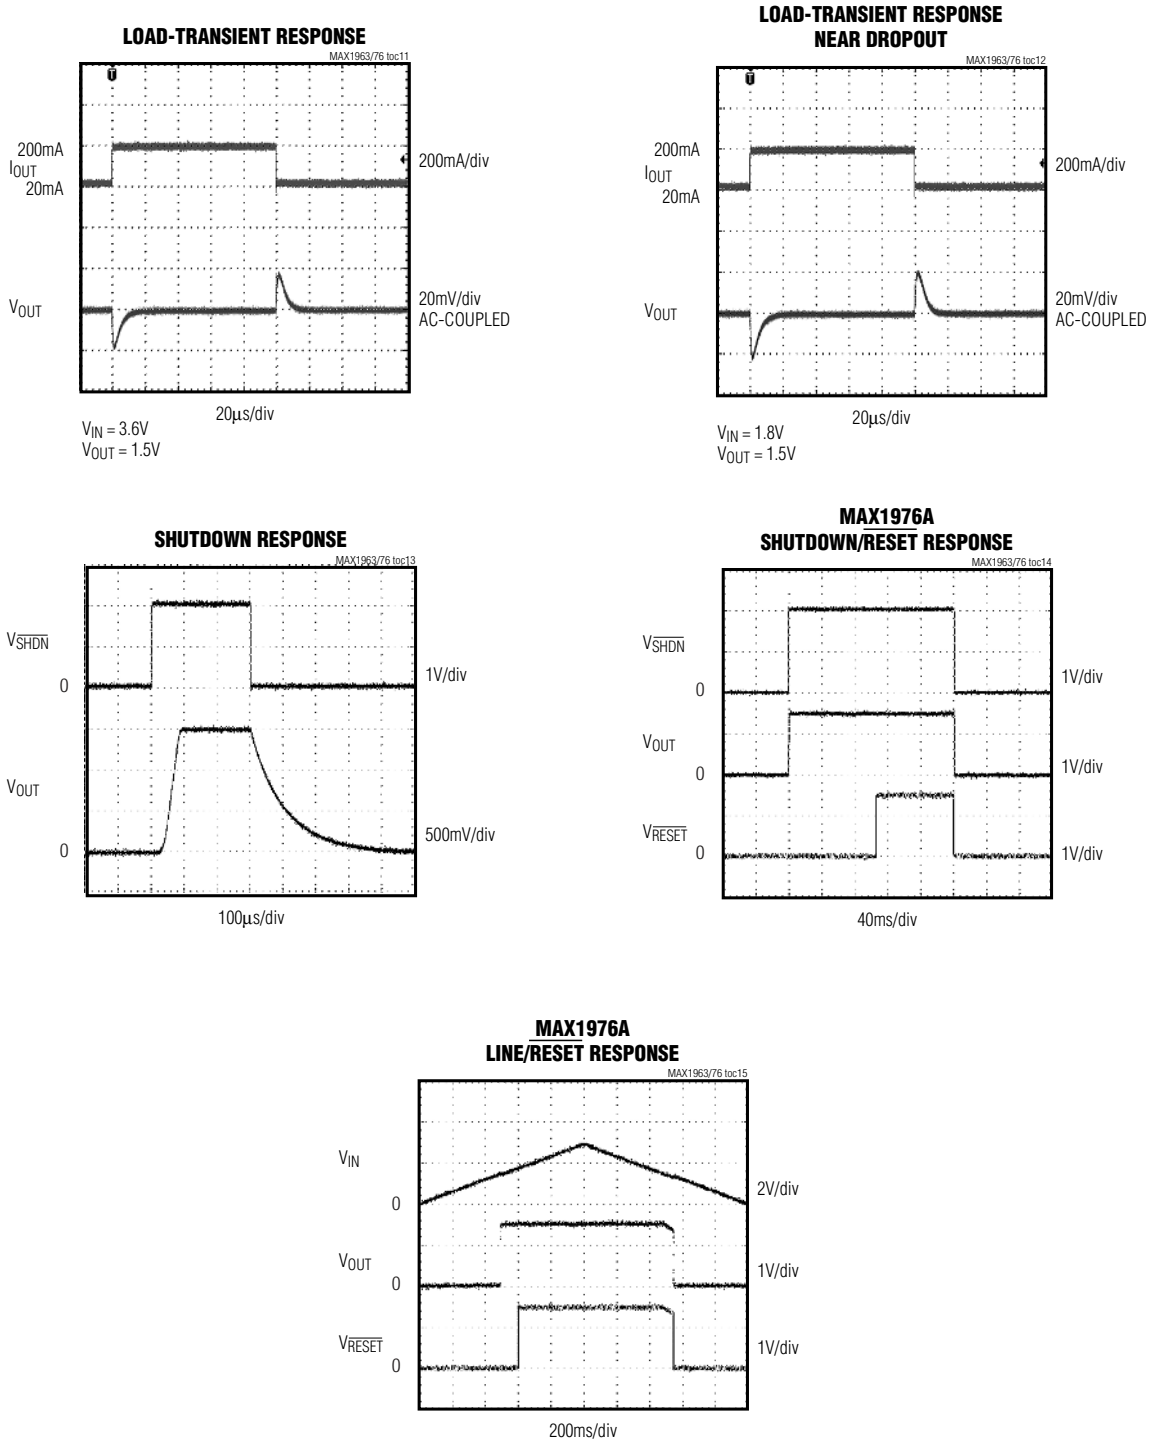 LOAD-TRANSIENT RESPONSE
MAX1963/76 toc11
T
200mA
IOUT
20mA
200mA/div
VOUT
20mV/div
AC-COUPLED
20µs/div
VIN = 3.6V
VOUT = 1.5V
LOAD-TRANSIENT RESPONSE
NEAR DROPOUT
MAX1963/76 toc12
T
200mA
IOUT
20mA
200mA/div
VOUT
20mV/div
AC-COUPLED
20µs/div
VIN = 1.8V
VOUT = 1.5V
SHUTDOWN RESPONSE
MAX1963/76 toc13
VSHDN
0
1V/div
VOUT
0
500mV/div
100µs/div
MAX1976A
SHUTDOWN/RESET RESPONSE
MAX1963/76 toc14
VSHDN
0
1V/div
VOUT
0
1V/div
VRESET
0
1V/div
40ms/div
MAX1976A
LINE/RESET RESPONSE
MAX1963/76 toc15
VIN
0
2V/div
VOUT
0
1V/div
VRESET
0
1V/div
200ms/div